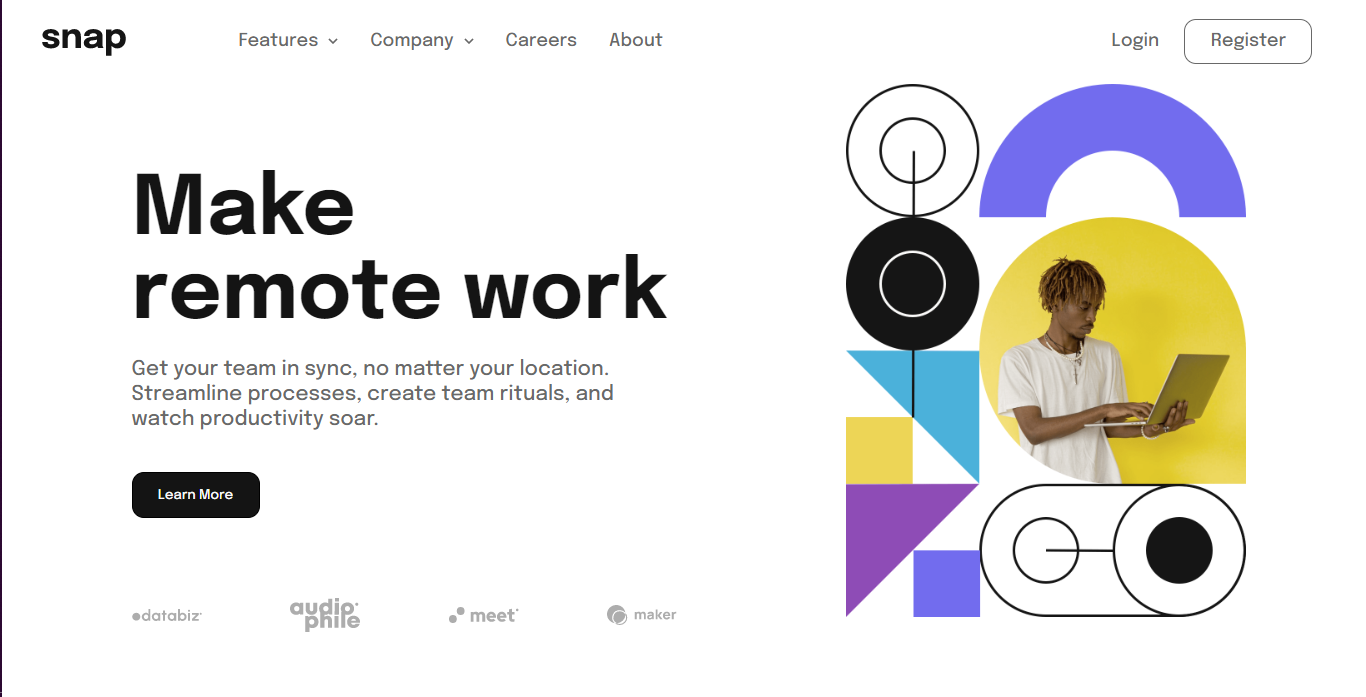 snap
Features
Company
Careers
About
Login
Register
Make
remote work
Get your team in sync, no matter your location.
Streamline processes, create team rituals, and
watch productivity soar.
Learn More
databiz
audio
phile
meet
maker